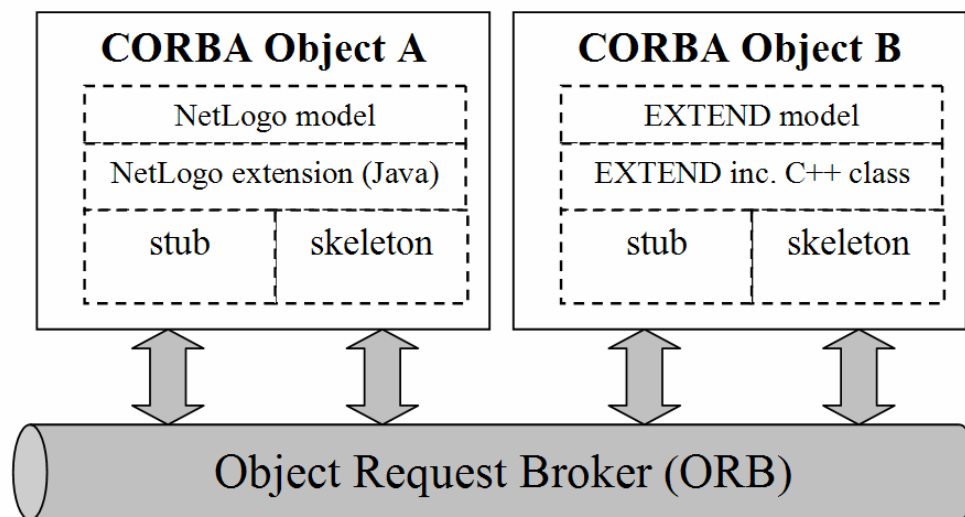 CORBA Object A
NetLogo model
NetLogo extension (Java)
stub
skeleton
CORBA Object B
EXTEND model
EXTEND inc. C++ class
stub
skeleton
Object Request Broker (ORB)